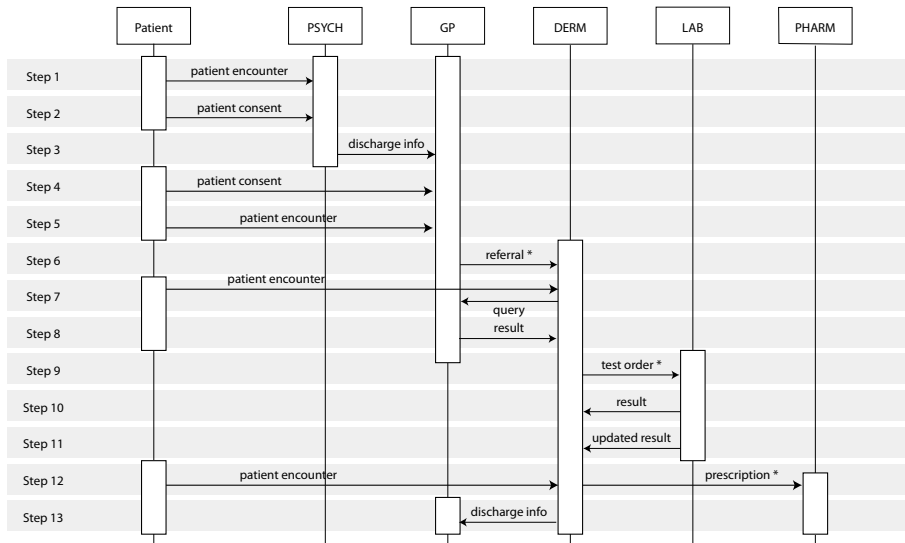 Patient PSYCH GP DERM LAB PHARM
Step 1 patient encounter
Step 2 patient consent
Step 3 discharge info
Step 4 patient consent
Step 5 patient encounter
Step 6 referral *
patient encounter
Step 7
query
Step 8 result
Step 9 test order *
Step 10 result
Step 11 updated result
Step 12 patient encounter prescription *
Step 13 discharge info